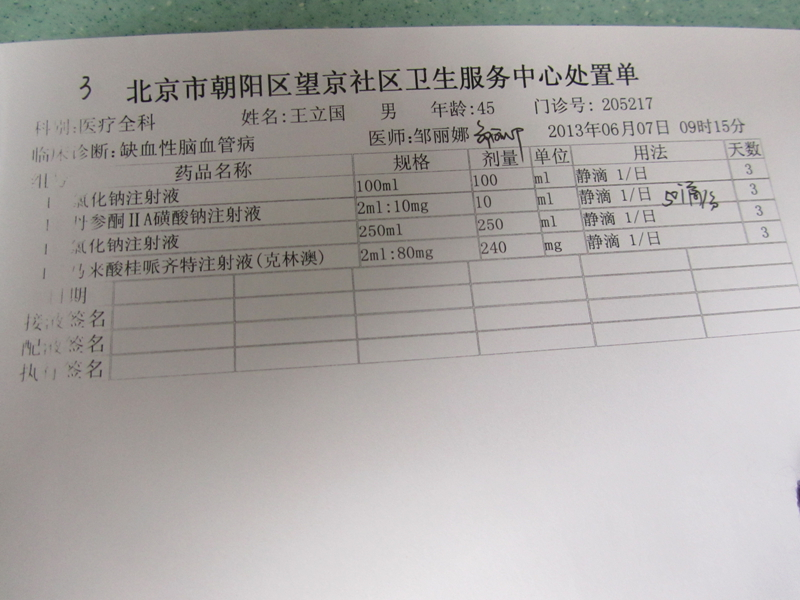 3 北京市朝阳区望京社区卫生服务中心处置单
科别:医疗全科 姓名:王立国 男 年龄:45 门诊号: 205217
临床诊断:缺血性脑血管病 医师:邹丽娜 2013年06月07日 09时15分
药品名称 规格 剂量 单位 用法 天数
1 氯化钠注射液 100ml 100 ml 静滴 1/日 3
1 丹参酮ⅡA磺酸钠注射液 2ml:10mg 10 ml 静滴 1/日 50滴/分 3
1 氯化钠注射液 250ml 250 ml 静滴 1/日 3
1 马来酸桂哌齐特注射液(克林澳) 2ml:80mg 240 mg 静滴 1/日 3
日期
接液签名
配液签名
执行签名